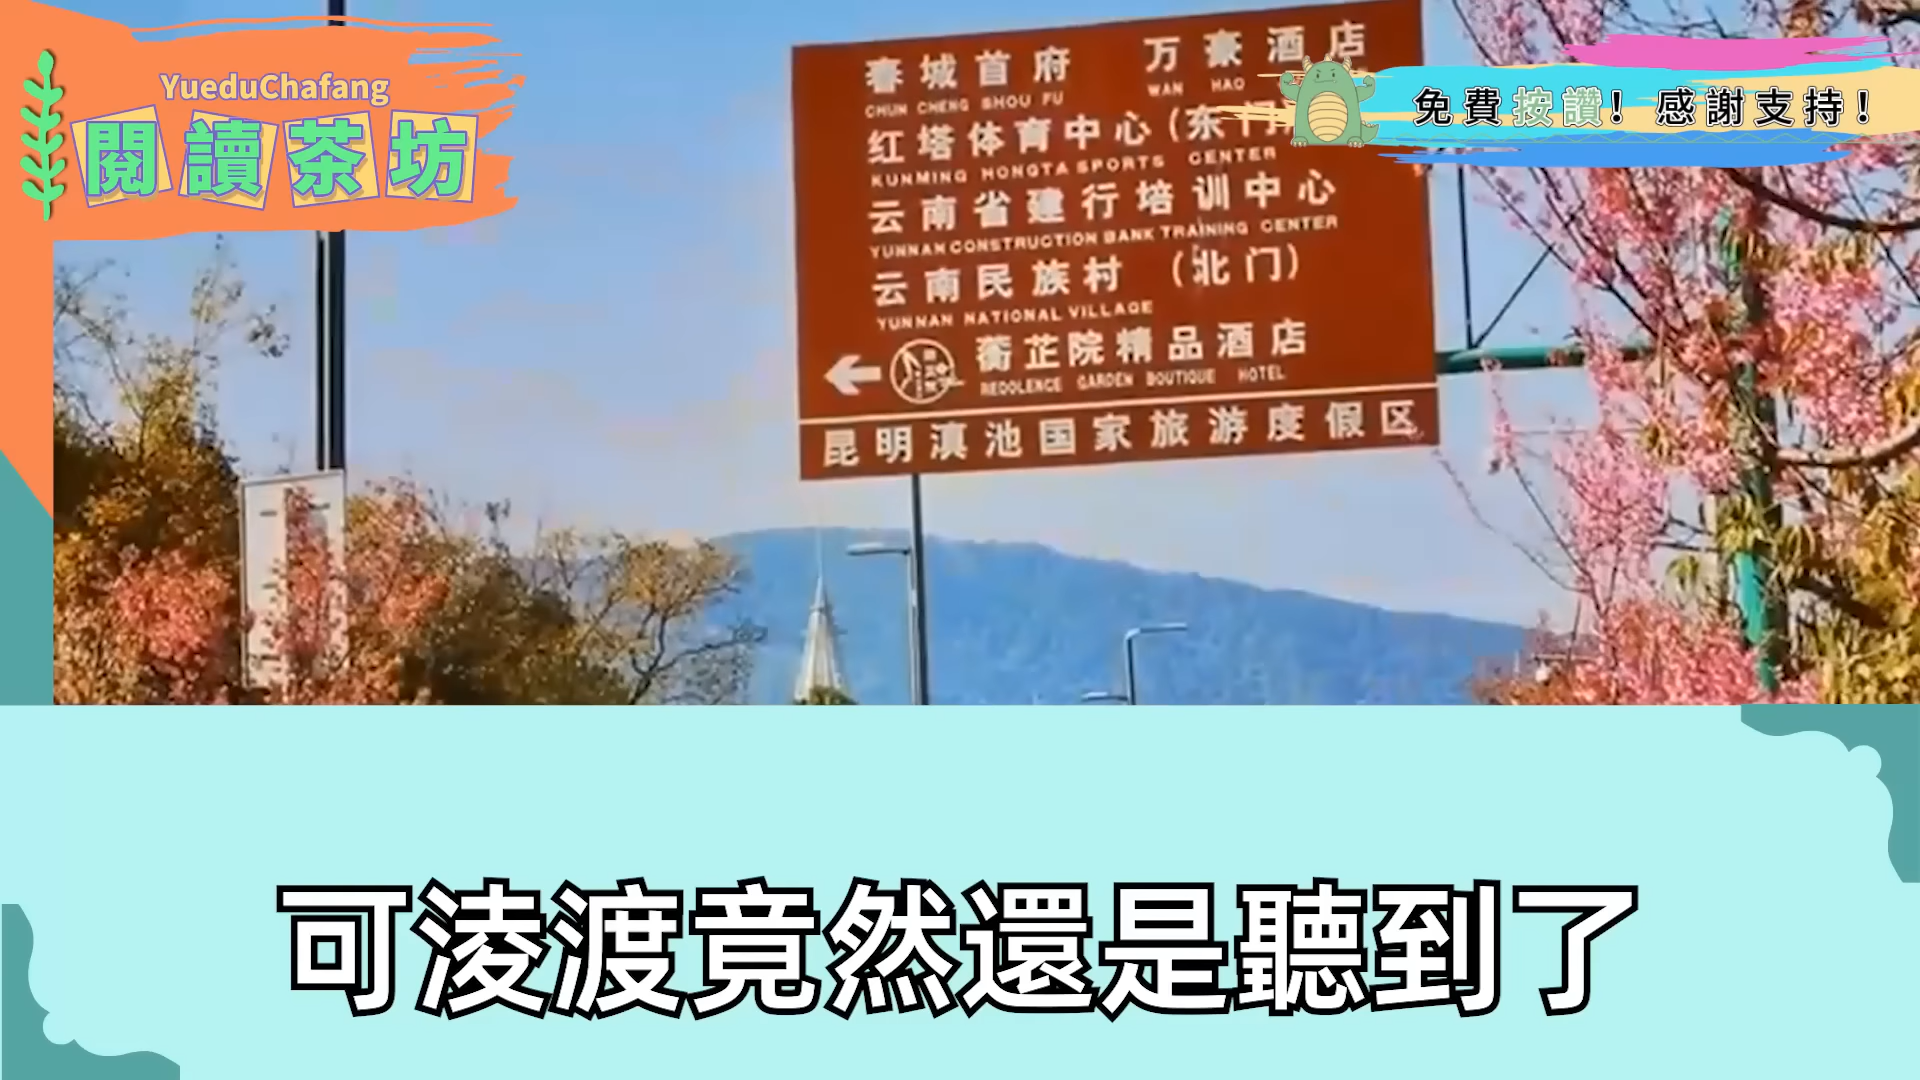 YueduChafang
閱讀茶坊
免費按讚！感謝支持！
春城首府 万豪酒店
CHUN CHENG SHOU FU WAN HAO
红塔体育中心（东门）
KUNMING HONGTA SPORTS CENTER
云南省建行培训中心
YUNNAN CONSTRUCTION BANK TRAINING CENTER
云南民族村 （北门）
YUNNAN NATIONAL VILLAGE
蘅芷院精品酒店
REDOLENCE GARDEN BOUTIQUE HOTEL
昆明滇池国家旅游度假区
可淩渡竟然還是聽到了